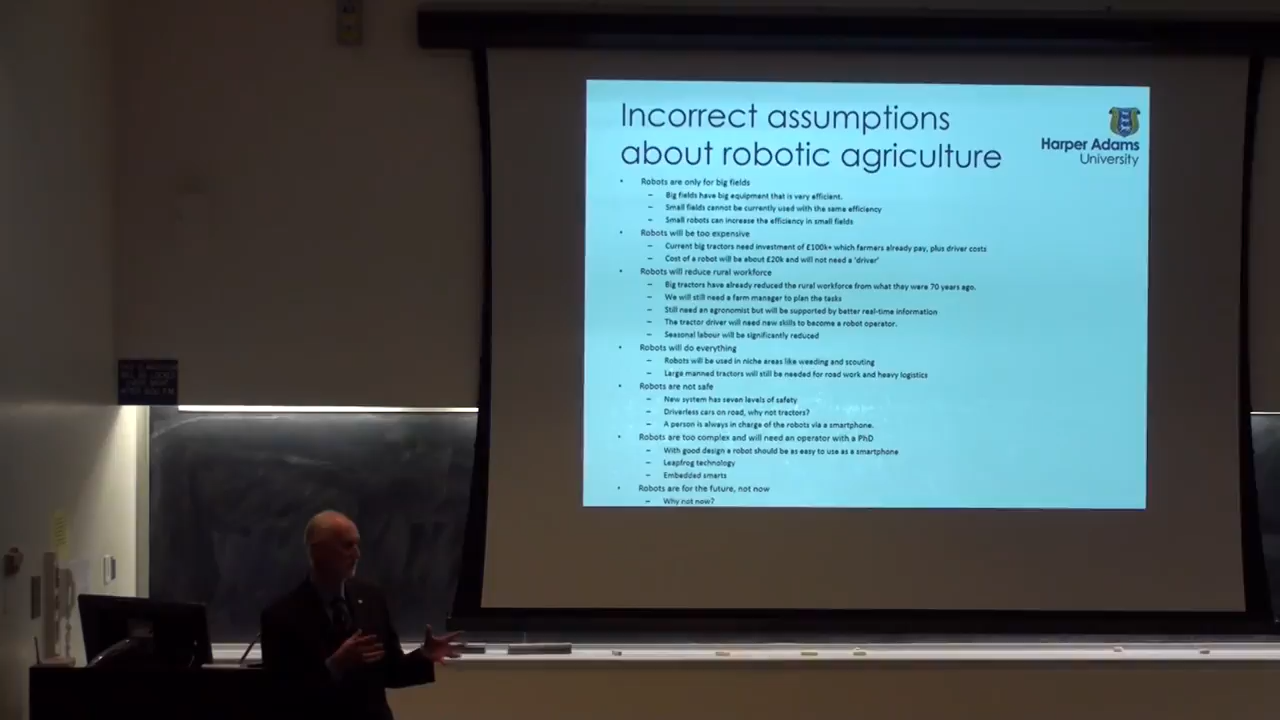 Incorrect assumptions
about robotic agriculture
Harper Adams
University
• Robots are only for big fields
– Big fields have big equipment that is very efficient.
– Small fields cannot be currently used with the same efficiency
– Small robots can increase the efficiency in small fields
• Robots will be too expensive
– Current big tractors need investment of £100k+ which farmers already pay, plus driver costs
– Cost of a robot will be about £20k and will not need a 'driver'
• Robots will reduce rural workforce
– Big tractors have already reduced the rural workforce from what they were 70 years ago.
– We will still need a farm manager to plan the tasks
– Still need an agronomist but will be supported by better real-time information
– The tractor driver will need new skills to become a robot operator.
– Seasonal labour will be significantly reduced
• Robots will do everything
– Robots will be used in niche areas like weeding and scouting
– Large manned tractors will still be needed for road work and heavy logistics
• Robots are not safe
– New system has seven levels of safety
– Driverless cars on road, why not tractors?
– A person is always in charge of the robots via a smartphone.
• Robots are too complex and will need an operator with a PhD
– With good design a robot should be as easy to use as a smartphone
– Leapfrog technology
– Embedded smarts
• Robots are for the future, not now
– Why not now?